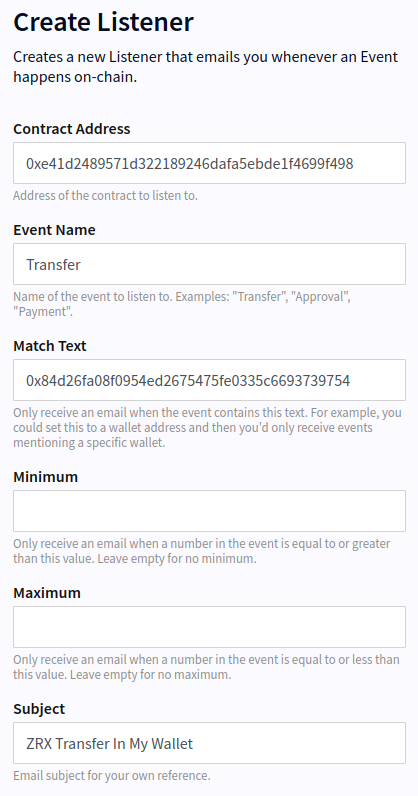 Create Listener
Creates a new Listener that emails you whenever an Event
happens on-chain.
Contract Address
0xe41d2489571d322189246dafa5ebde1f4699f498
Address of the contract to listen to.
Event Name
Transfer
Name of the event to listen to. Examples: "Transfer", "Approval",
"Payment".
Match Text
0x84d26fa08f0954ed2675475fe0335c6693739754
Only receive an email when the event contains this text. For example, you
could set this to a wallet address and then you'd only receive events
mentioning a specific wallet.
Minimum
Only receive an email when a number in the event is equal to or greater
than this value. Leave empty for no minimum.
Maximum
Only receive an email when a number in the event is equal to or less than
this value. Leave empty for no maximum.
Subject
ZRX Transfer In My Wallet
Email subject for your own reference.